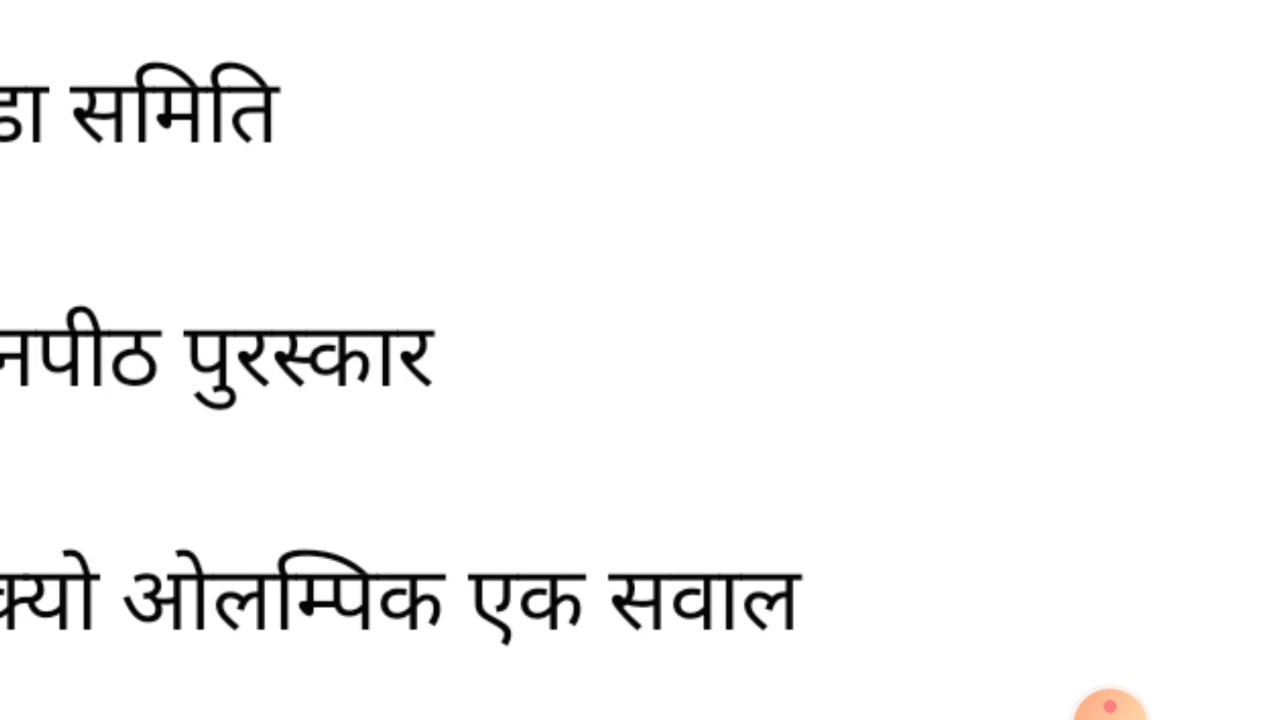 समिति
पुरस्कार
ओलम्पिक एक सवाल